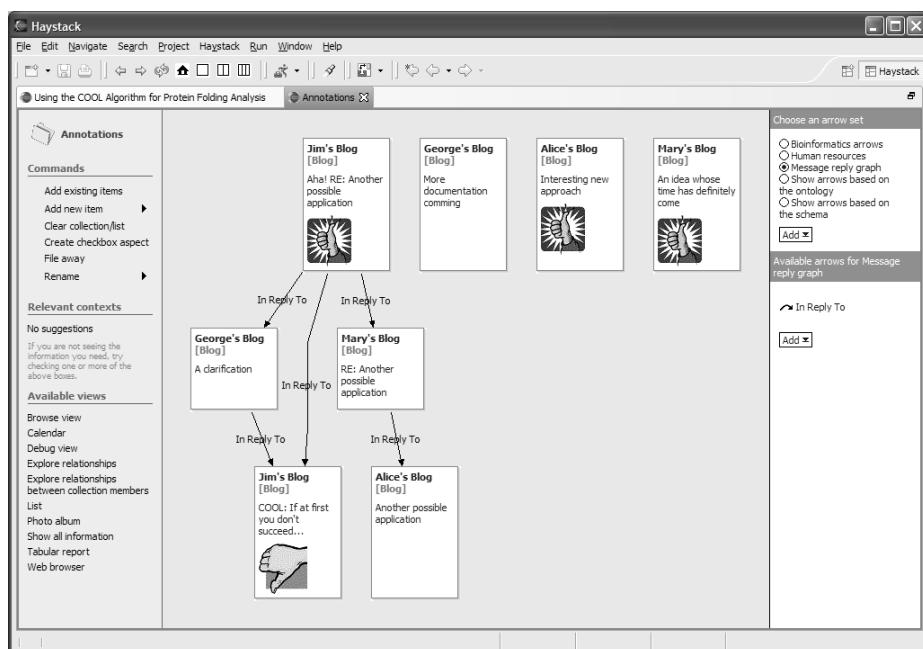 Haystack
File Edit Navigate Search Project Haystack Run Window Help
Haystack
Using the COOL Algorithm for Protein Folding Analysis
Annotations
Annotations
Commands
Add existing items
Add new item
Clear collection/list
Create checkbox aspect
File away
Rename
Relevant contexts
No suggestions
If you are not seeing the
information you need, try
checking one or more of the
above boxes.
Available views
Browse view
Calendar
Debug view
Explore relationships
Explore relationships
between collection members
List
Photo album
Show all information
Tabular report
Web browser
Jim's Blog
[Blog]
Aha! RE: Another
possible
application
George's Blog
[Blog]
More
documentation
comming
Alice's Blog
[Blog]
Interesting new
approach
Mary's Blog
[Blog]
An idea whose
time has definitely
come
In Reply To
In Reply To
George's Blog
[Blog]
A clarification
In Reply To
Mary's Blog
[Blog]
RE: Another
possible
application
In Reply To
In Reply To
Jim's Blog
[Blog]
COOL: If at first
you don't
succeed...
Alice's Blog
[Blog]
Another possible
application
Choose an arrow set
Bioinformatics arrows
Human resources
Message reply graph
Show arrows based on
the ontology
Show arrows based on
the schema
Add
Available arrows for Message
reply graph
In Reply To
Add